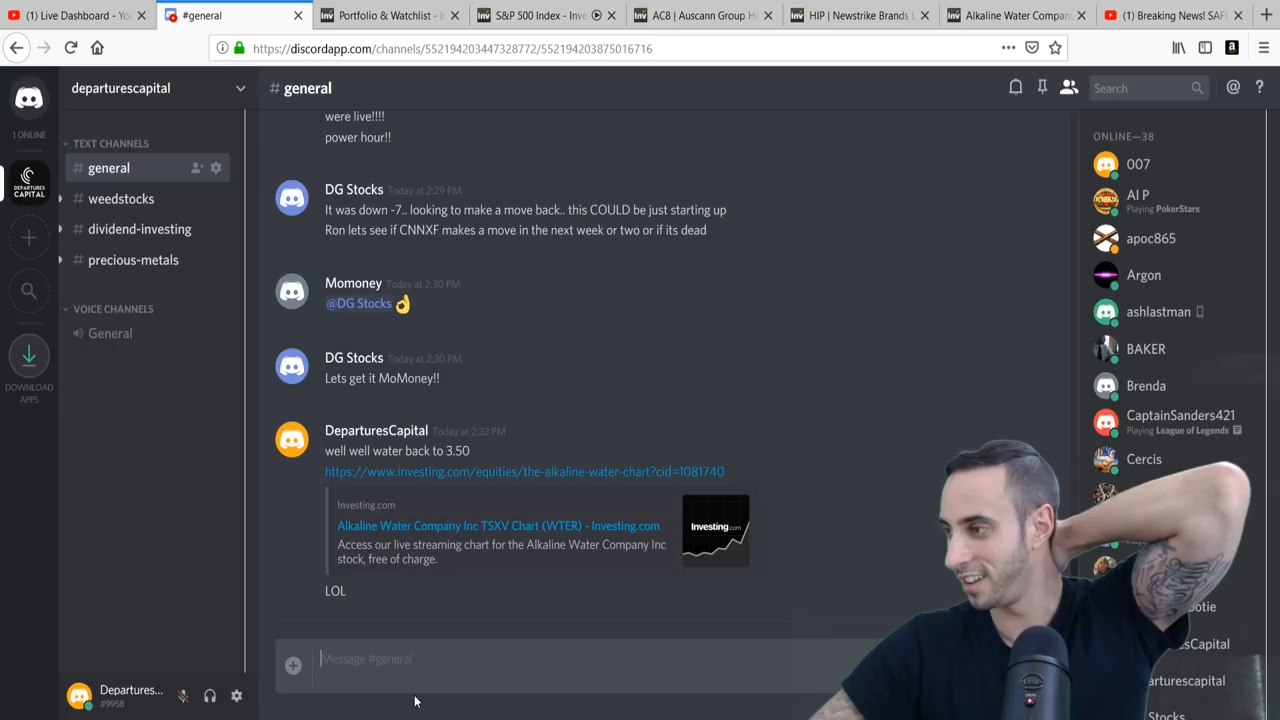 (1) Live Dashboard - You
#general
Portfolio & Watchlist - In
S&P 500 Index - Inve
AC8 | Auscann Group H
HIP | Newstrike Brands L
Alkaline Water Company
(1) Breaking News! SAF
https://discordapp.com/channels/552194203447328772/552194203875016716
departurescapital
# general
Search
1 ONLINE
DEPARTURES
CAPITAL
DOWNLOAD
APPS
TEXT CHANNELS
# general
# weedstocks
# dividend-investing
# precious-metals
VOICE CHANNELS
General
Departures...
#9958
were live!!!!
power hour!!
DG Stocks Today at 2:29 PM
It was down -7.. looking to make a move back.. this COULD be just starting up
Ron lets see if CNNXF makes a move in the next week or two or if its dead
Momoney Today at 2:30 PM
@DG Stocks 👌
DG Stocks Today at 2:30 PM
Lets get it MoMoney!!
DeparturesCapital Today at 2:32 PM
well well water back to 3.50
https://www.investing.com/equities/the-alkaline-water-chart?cid=1081740
Investing.com
Alkaline Water Company Inc TSXV Chart (WTER) - Investing.com
Access our live streaming chart for the Alkaline Water Company Inc
stock, free of charge.
Investing.com
LOL
Message #general
ONLINE—38
007
Al P
Playing PokerStars
apoc865
Argon
ashlastman
BAKER
Brenda
CaptainSanders421
Playing League of Legends
Cercis
otie
rsCapital
parturescapital
Stocks